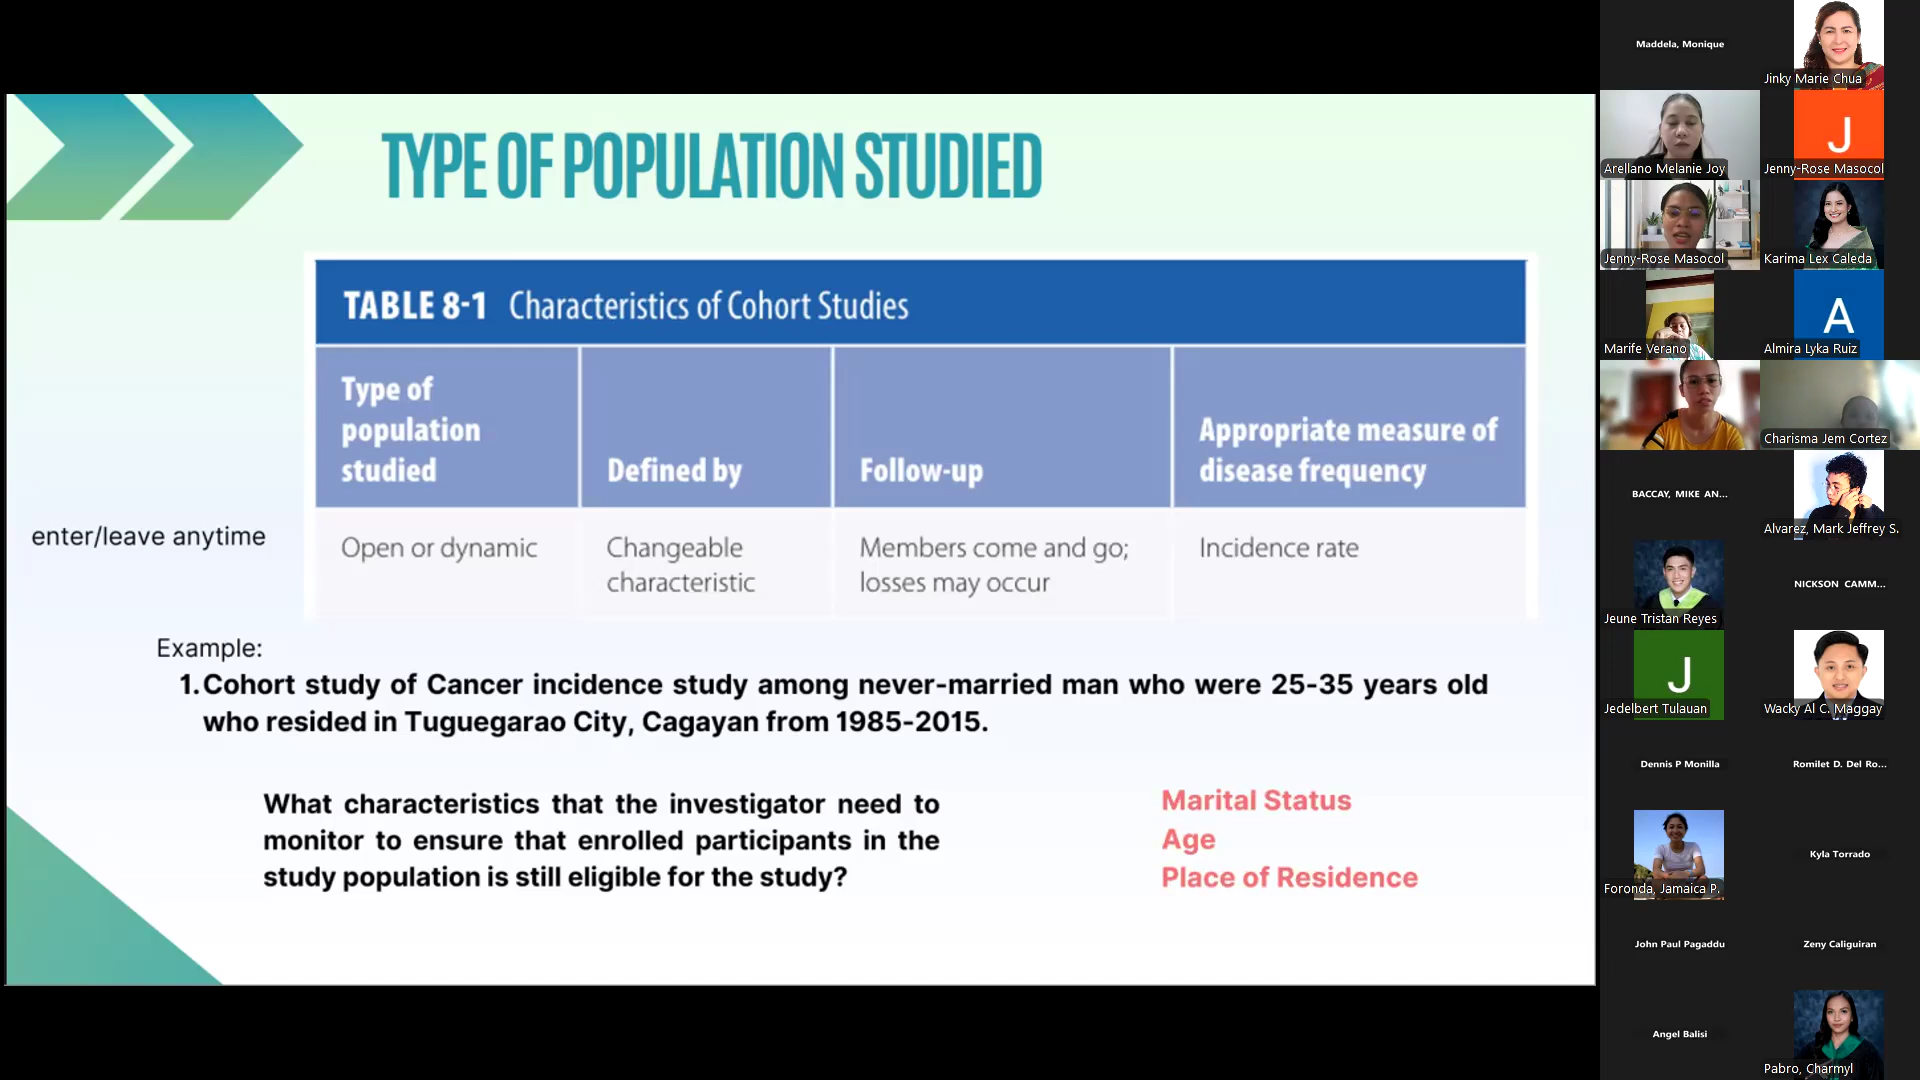 TYPE OF POPULATION STUDIED
TABLE 8-1 Characteristics of Cohort Studies
Type of
population
studied
Defined by
Follow-up
Appropriate measure of
disease frequency
enter/leave anytime
Open or dynamic
Changeable
characteristic
Members come and go;
losses may occur
Incidence rate
Example:
1. Cohort study of Cancer incidence study among never-married man who were 25-35 years old
who resided in Tuguegarao City, Cagayan from 1985-2015.
What characteristics that the investigator need to
monitor to ensure that enrolled participants in the
study population is still eligible for the study?
Marital Status
Age
Place of Residence
Maddela, Monique
Jinky Marie Chua
Arellano Melanie Joy
J
Jenny-Rose Masocol
Jenny-Rose Masocol
Karima Lex Caleda
Marife Verano
A
Almira Lyka Ruiz
Charisma Jem Cortez
BACCAY, MIKE AN...
Alvarez, Mark Jeffrey S.
Jeune Tristan Reyes
NICKSON CAMM...
J
Jedelbert Tulauan
Wacky Al C. Maggay
Dennis P Monilla
Romilet D. Del Ro...
Foronda, Jamaica P.
Kyla Torrado
John Paul Pagaddu
Zeny Caliguiran
Angel Balisi
Pabro, Charmyl